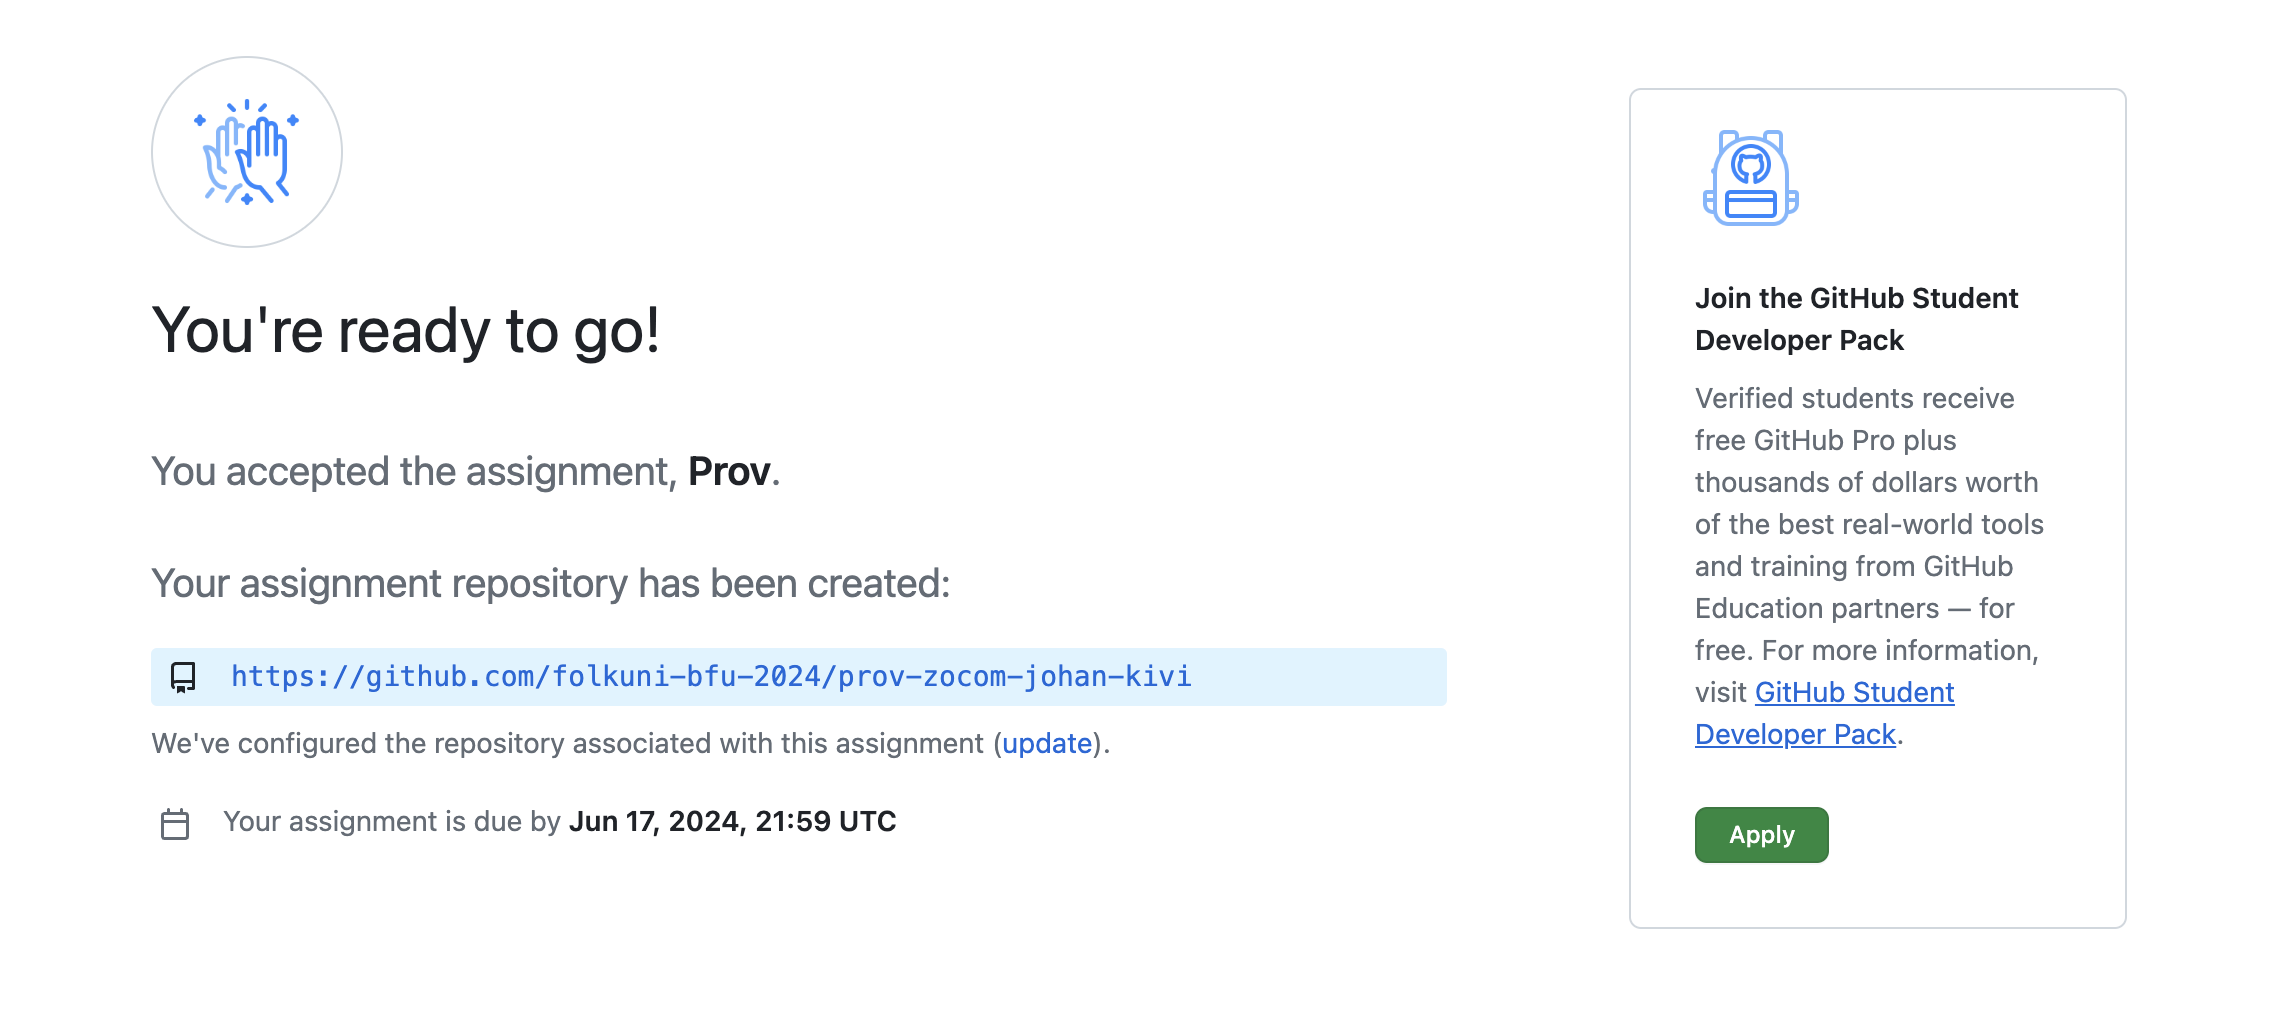 You're ready to go!
You accepted the assignment, Prov.
Your assignment repository has been created:
https://github.com/folkuni-bfu-2024/prov-zocom-johan-kivi
We've configured the repository associated with this assignment (update).
Your assignment is due by Jun 17, 2024, 21:59 UTC
Join the GitHub Student
Developer Pack
Verified students receive
free GitHub Pro plus
thousands of dollars worth
of the best real-world tools
and training from GitHub
Education partners — for
free. For more information,
visit GitHub Student
Developer Pack.
Apply